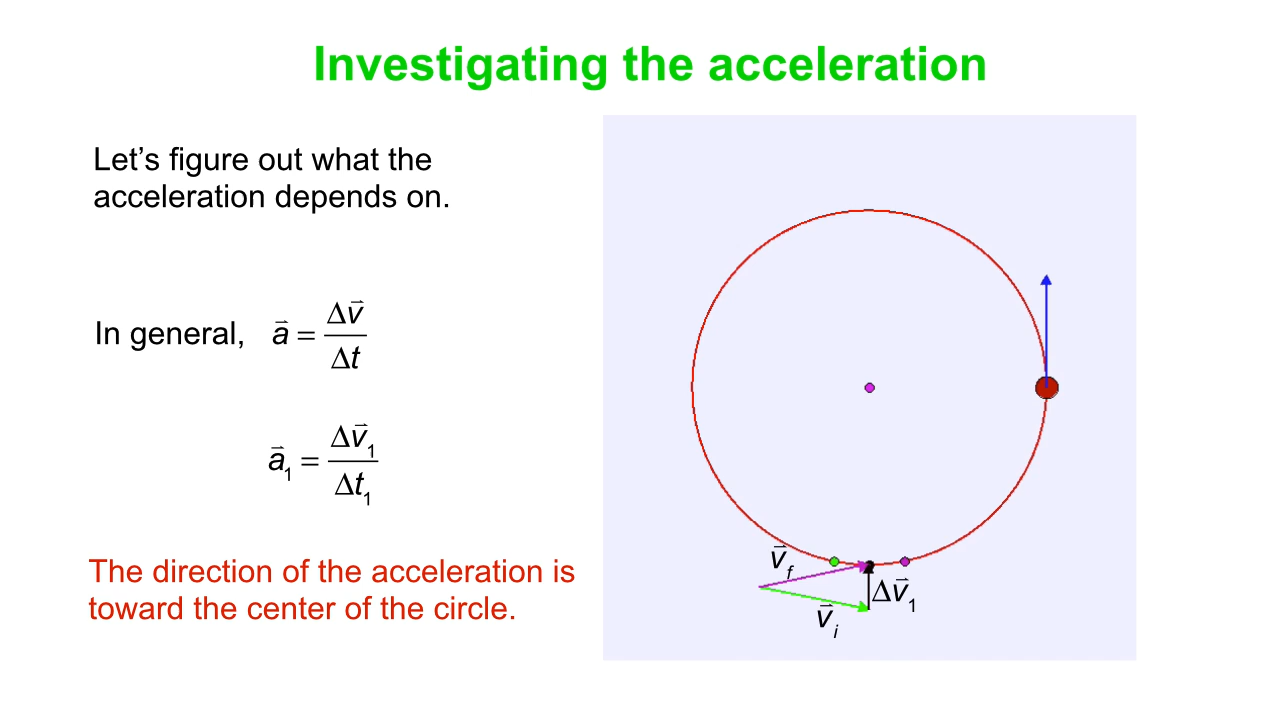 Investigating the acceleration
Let’s figure out what the
acceleration depends on.
In general, a⃗ = Δv⃗ / Δt
a⃗₁ = Δv⃗₁ / Δt₁
The direction of the acceleration is
toward the center of the circle.
v⃗f
Δv⃗₁
v⃗i